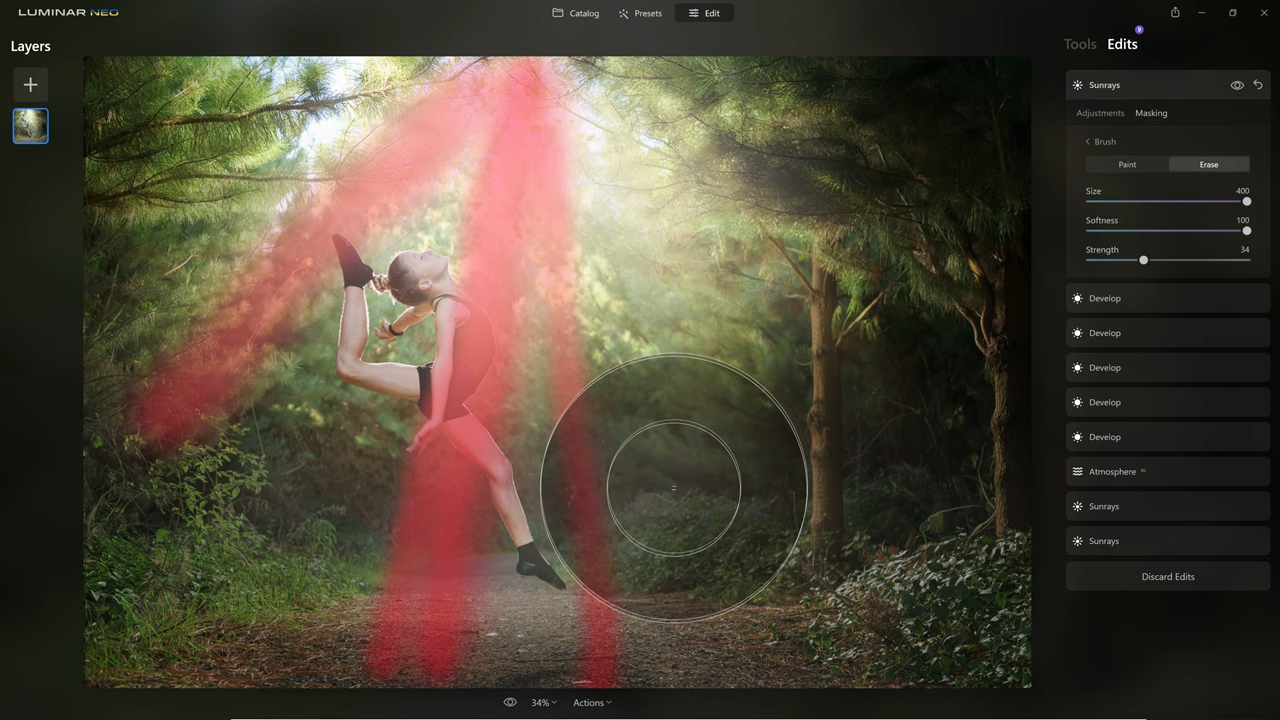 LUMINAR NEO
Catalog
Presets
Edit
Layers
Tools
Edits
9
Sunrays
Adjustments
Masking
Brush
Paint
Erase
Size
400
Softness
100
Strength
34
Develop
Develop
Develop
Develop
Develop
Atmosphere AI
Sunrays
Sunrays
Discard Edits
34%
Actions